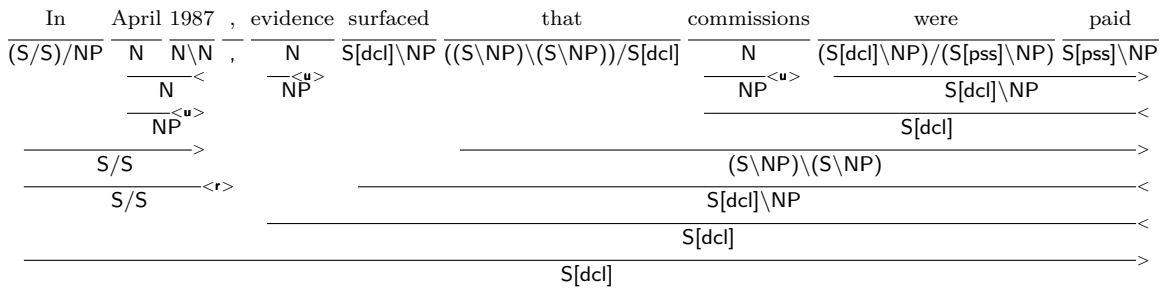 In April 1987 , evidence surfaced that commissions were paid
(S/S)/NP N N\N , N S[dcl]\NP ((S\NP)\(S\NP))/S[dcl] N (S[dcl]\NP)/(S[pss]\NP) S[pss]\NP
< <u> <u> >
N NP NP S[dcl]\NP
<u> <
NP S[dcl]
> >
S/S (S\NP)\(S\NP)
<r> <
S/S S[dcl]\NP
<
S[dcl]
>
S[dcl]